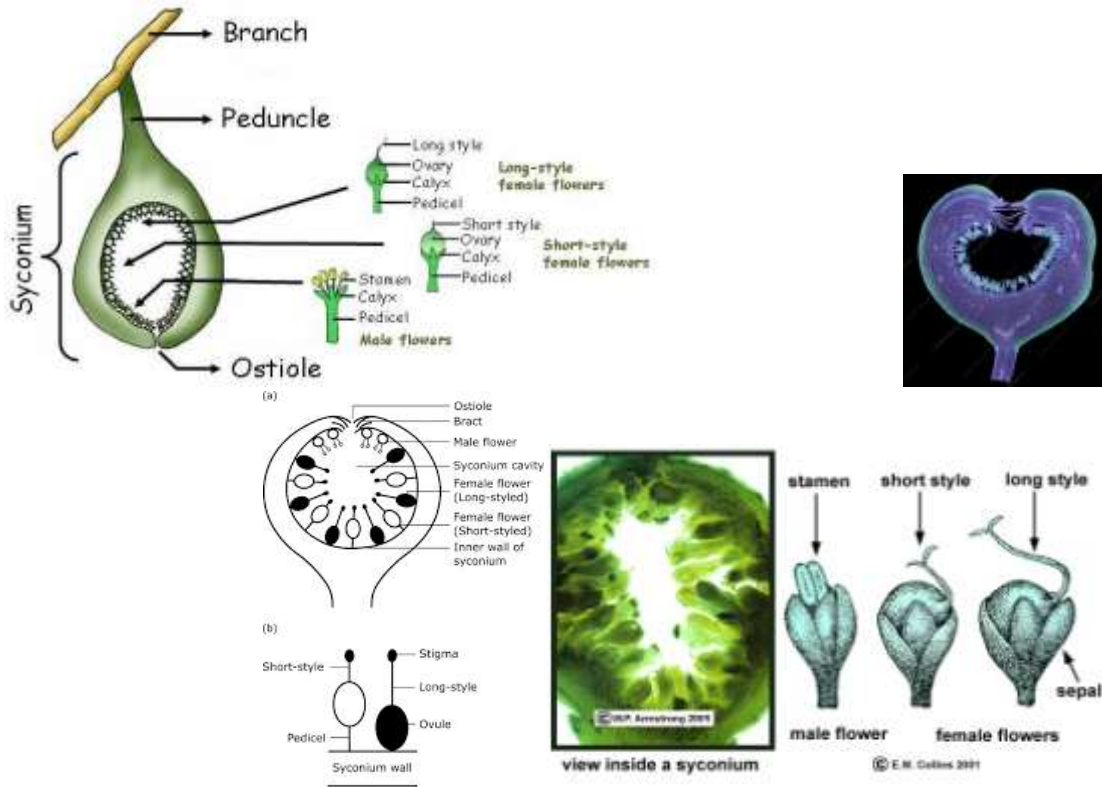 Branch
Peduncle
Syconium
Long style
Ovary
Calyx
Pedicel
Long-style
female flowers
Short style
Ovary
Calyx
Pedicel
Short-style
female flowers
Stamen
Calyx
Pedicel
Male flowers
Ostiole
(a)
Ostiole
Bract
Male flower
Syconium cavity
Female flower
(Long-styled)
Female flower
(Short-styled)
Inner wall of
syconium
(b)
Short-style
Pedicel
Stigma
Long-style
Ovule
Syconium wall
© W.P. Armstrong 2001
view inside a syconium
stamen
short style
long style
sepal
male flower
female flowers
© E.M. Collins 2001